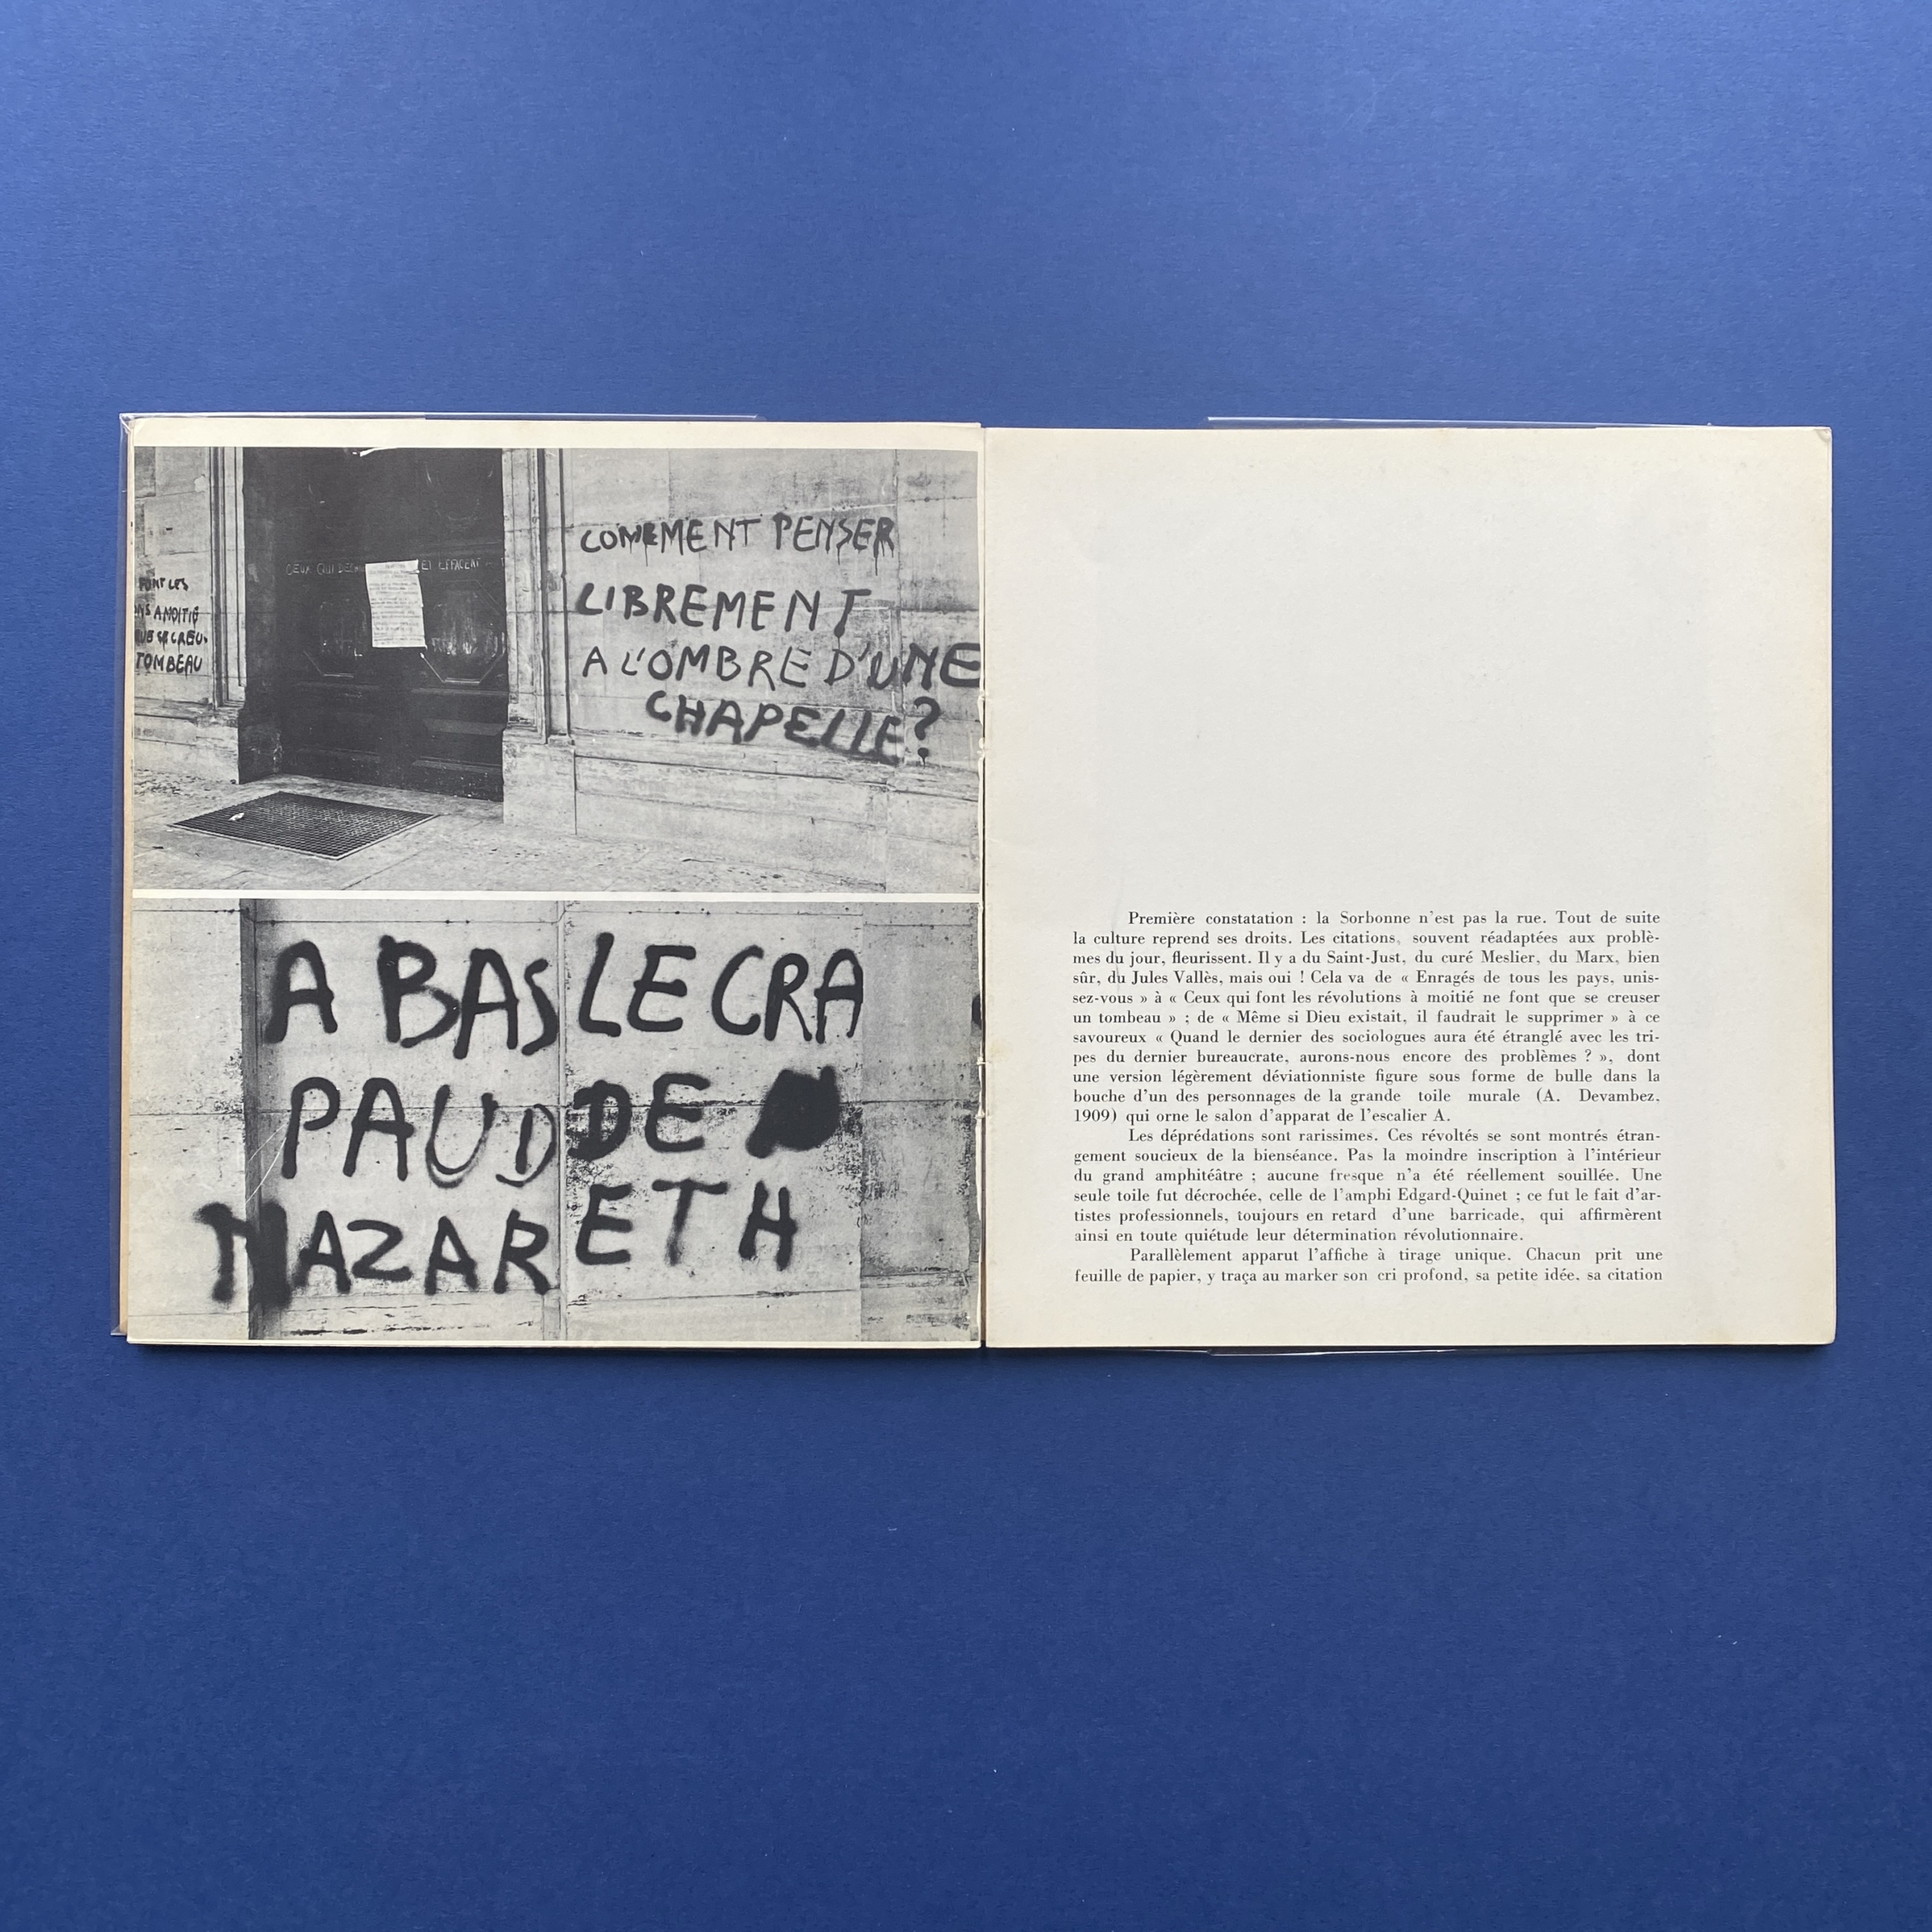 COMMENT PENSER
LIBREMENT
A L'OMBRE D'UNE
CHAPELLE?
FONT LES
A MOITIÉ
SE CREU-
TOMBEAU
CEUX QUI DES
ET EFFACENT
A BAS LE CRA
PAUD DE
NAZARETH
Première constatation : la Sorbonne n'est pas la rue. Tout de suite
la culture reprend ses droits. Les citations, souvent réadaptées aux problè-
mes du jour, fleurissent. Il y a du Saint-Just, du curé Meslier, du Marx, bien
sûr, du Jules Vallès, mais oui ! Cela va de « Enragés de tous les pays, unis-
sez-vous » à « Ceux qui font les révolutions à moitié ne font que se creuser
un tombeau » ; de « Même si Dieu existait, il faudrait le supprimer » à ce
savoureux « Quand le dernier des sociologues aura été étranglé avec les tri-
pes du dernier bureaucrate, aurons-nous encore des problèmes ? », dont
une version légèrement déviationniste figure sous forme de bulle dans la
bouche d'un des personnages de la grande toile murale (A. Devambez,
1909) qui orne le salon d'apparat de l'escalier A.
Les déprédations sont rarissimes. Ces révoltés se sont montrés étran-
gement soucieux de la bienséance. Pas la moindre inscription à l'intérieur
du grand amphitéâtre ; aucune fresque n'a été réellement souillée. Une
seule toile fut décrochée, celle de l'amphi Edgard-Quinet ; ce fut le fait d'ar-
tistes professionnels, toujours en retard d'une barricade, qui affirmèrent
ainsi en toute quiétude leur détermination révolutionnaire.
Parallèlement apparut l'affiche à tirage unique. Chacun prit une
feuille de papier, y traça au marker son cri profond, sa petite idée, sa citation